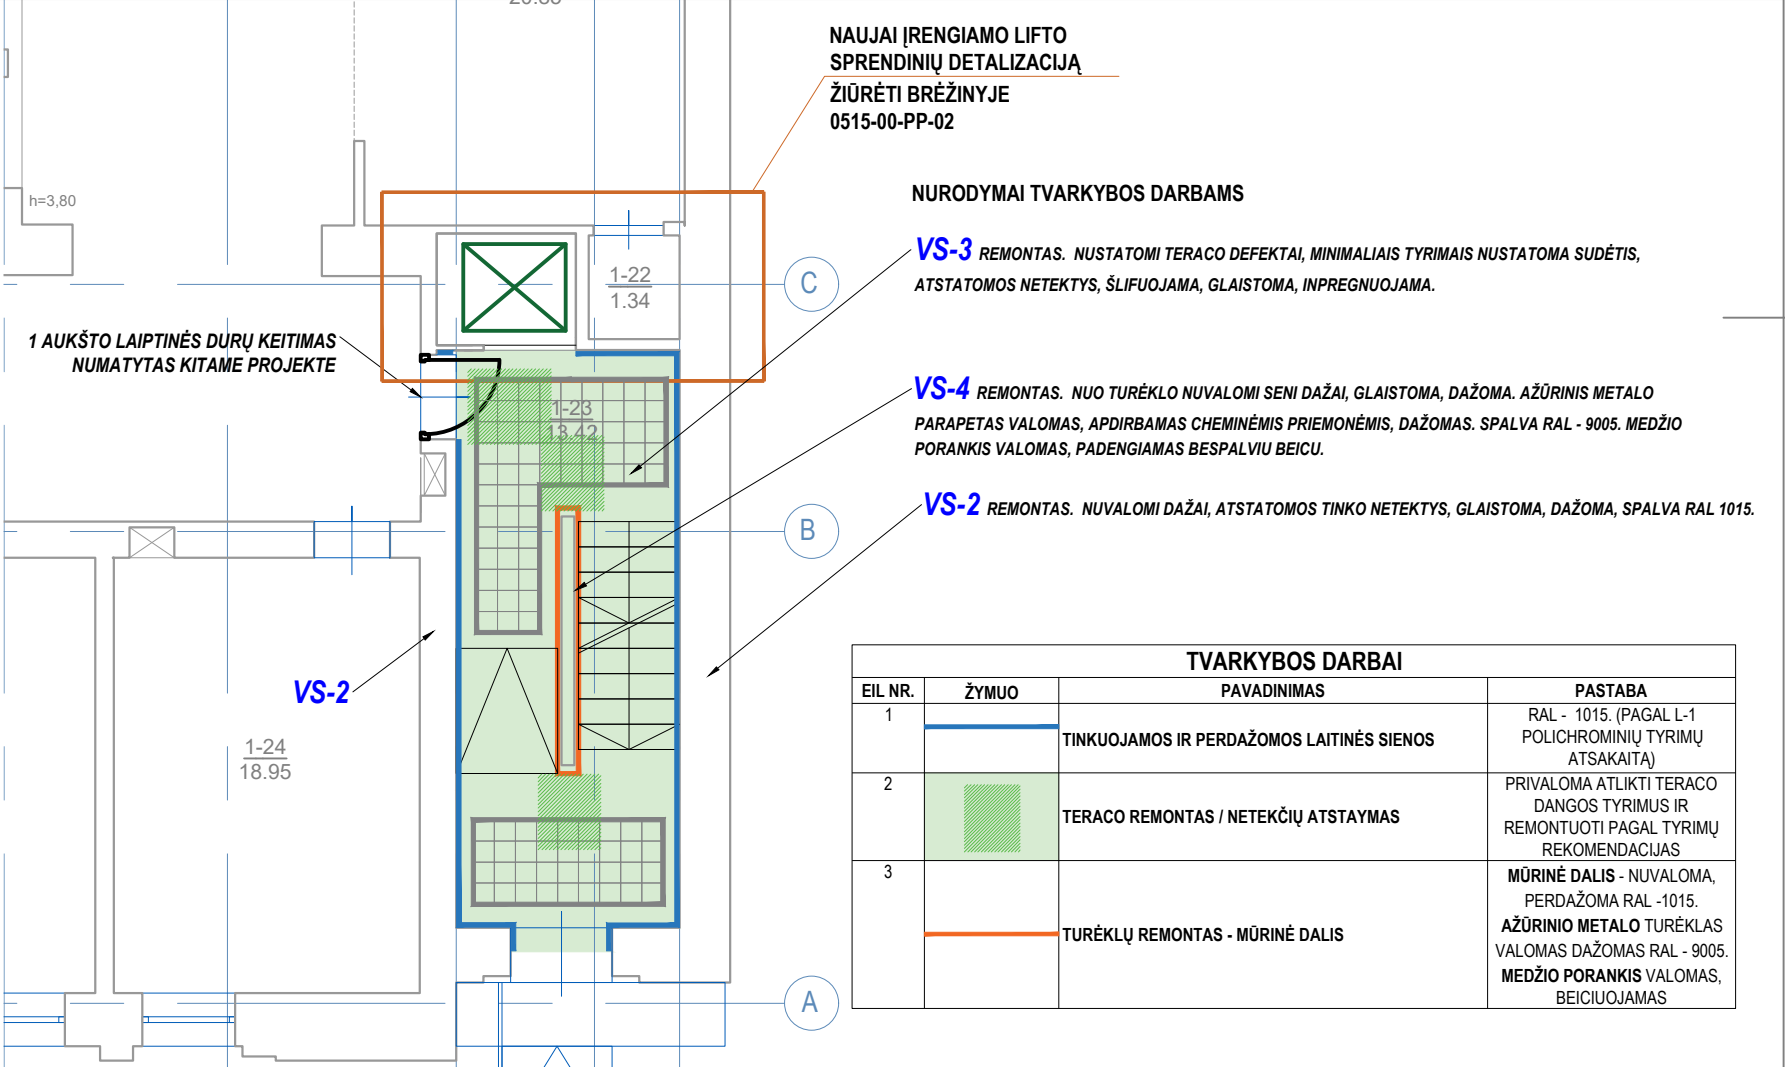 NAUJAI ĮRENGIAMO LIFTO
SPRENDINIŲ DETALIZACIJĄ
ŽIŪRĖTI BRĖŽINYJE
0515-00-PP-02
h=3,80
NURODYMAI TVARKYBOS DARBAMS
VS-3 REMONTAS. NUSTATOMI TERACO DEFEKTAI, MINIMALIAIS TYRIMAIS NUSTATOMA SUDĖTIS,
ATSTATOMOS NETEKTYS, ŠLIFUOJAMA, GLAISTOMA, INPREGNUOJAMA.
1-22
1.34
C
1 AUKŠTO LAIPTINĖS DURŲ KEITIMAS
NUMATYTAS KITAME PROJEKTE
VS-4 REMONTAS. NUO TURĖKLO NUVALOMI SENI DAŽAI, GLAISTOMA, DAŽOMA. AŽŪRINIS METALO
PARAPETAS VALOMAS, APDIRBAMAS CHEMINĖMIS PRIEMONĖMIS, DAŽOMAS. SPALVA RAL - 9005. MEDŽIO
PORANKIS VALOMAS, PADENGIAMAS BESPALVIU BEICU.
1-23
13.42
VS-2 REMONTAS. NUVALOMI DAŽAI, ATSTATOMOS TINKO NETEKTYS, GLAISTOMA, DAŽOMA, SPALVA RAL 1015.
B
VS-2
1-24
18.95
A
TVARKYBOS DARBAI
EIL NR. ŽYMUO PAVADINIMAS PASTABA
1 TINKUOJAMOS IR PERDAŽOMOS LAITINĖS SIENOS
RAL - 1015. (PAGAL L-1
POLICHROMINIŲ TYRIMŲ
ATSAKAITĄ)
2 TERACO REMONTAS / NETEKČIŲ ATSTAYMAS
PRIVALOMA ATLIKTI TERACO
DANGOS TYRIMUS IR
REMONTUOTI PAGAL TYRIMŲ
REKOMENDACIJAS
3 TURĖKLŲ REMONTAS - MŪRINĖ DALIS
MŪRINĖ DALIS - NUVALOMA,
PERDAŽOMA RAL -1015.
AŽŪRINIO METALO TURĖKLAS
VALOMAS DAŽOMAS RAL - 9005.
MEDŽIO PORANKIS VALOMAS,
BEICIUOJAMAS